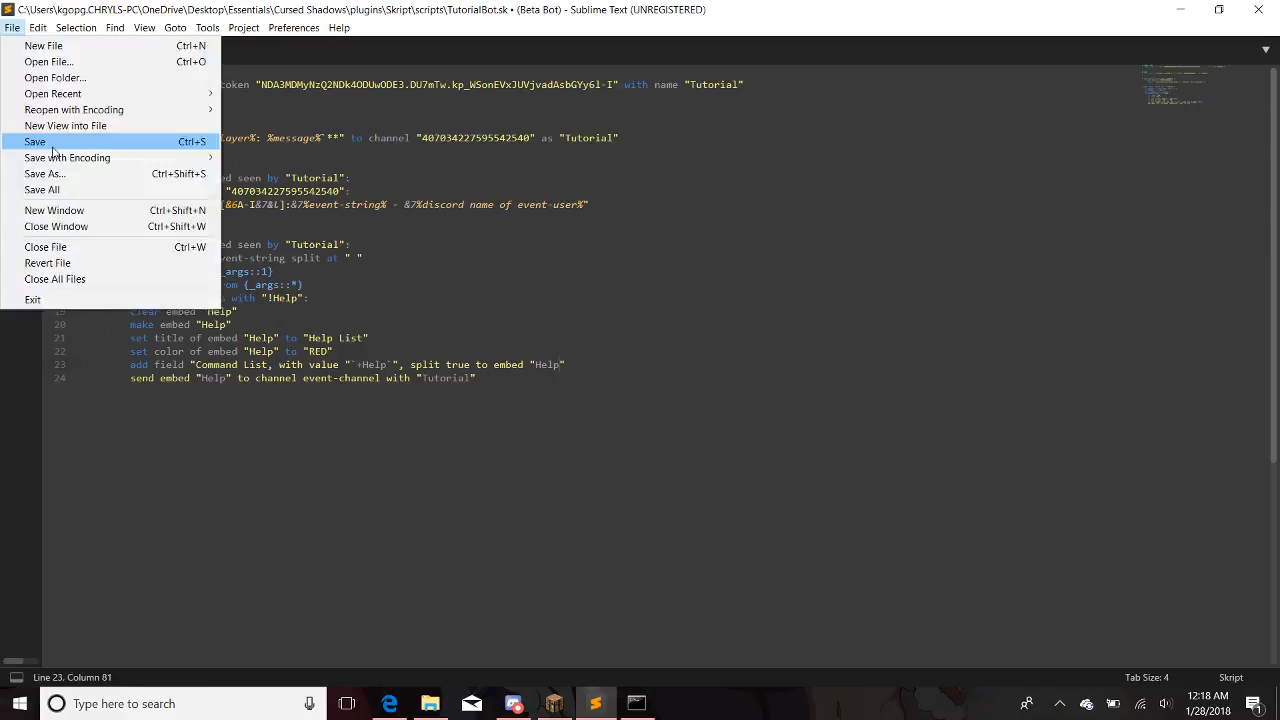 C:\Users\kgopg.CHRYLS-PC\OneDrive\Desktop\Essentials\Cursed Shadows\plugins\Skript\scripts\TutorialBot.sk • (Beta Bot) - Sublime Text (UNREGISTERED)
File Edit Selection Find View Goto Tools Project Preferences Help
New File Ctrl+N
Open File... Ctrl+O
Open Folder...
Open Recent
Reopen with Encoding
New View into File
Save Ctrl+S
Save with Encoding
Save As... Ctrl+Shift+S
Save All
New Window Ctrl+Shift+N
Close Window Ctrl+Shift+W
Close File Ctrl+W
Revert File
Close All Files
Exit
with name "Tutorial"
layer%: %message%`**" to channel "407034227595542540" as "Tutorial"
ed seen by "Tutorial":
"407034227595542540":
[&6A-I&7&l]:&7%event-string% - &7%discord name of event-user%"
ed seen by "Tutorial":
vent-string split at " "
_args::1}
rom {_args::*}
s with "!Help":
clear embed "Help"
20 make embed "Help"
21 set title of embed "Help" to "Help List"
22 set color of embed "Help" to "RED"
23 add field "Command List, with value "`+Help`", split true to embed "Help"
24 send embed "Help" to channel event-channel with "Tutorial"
Line 23, Column 81 Tab Size: 4 Skript
Type here to search
12:18 AM
1/28/2018